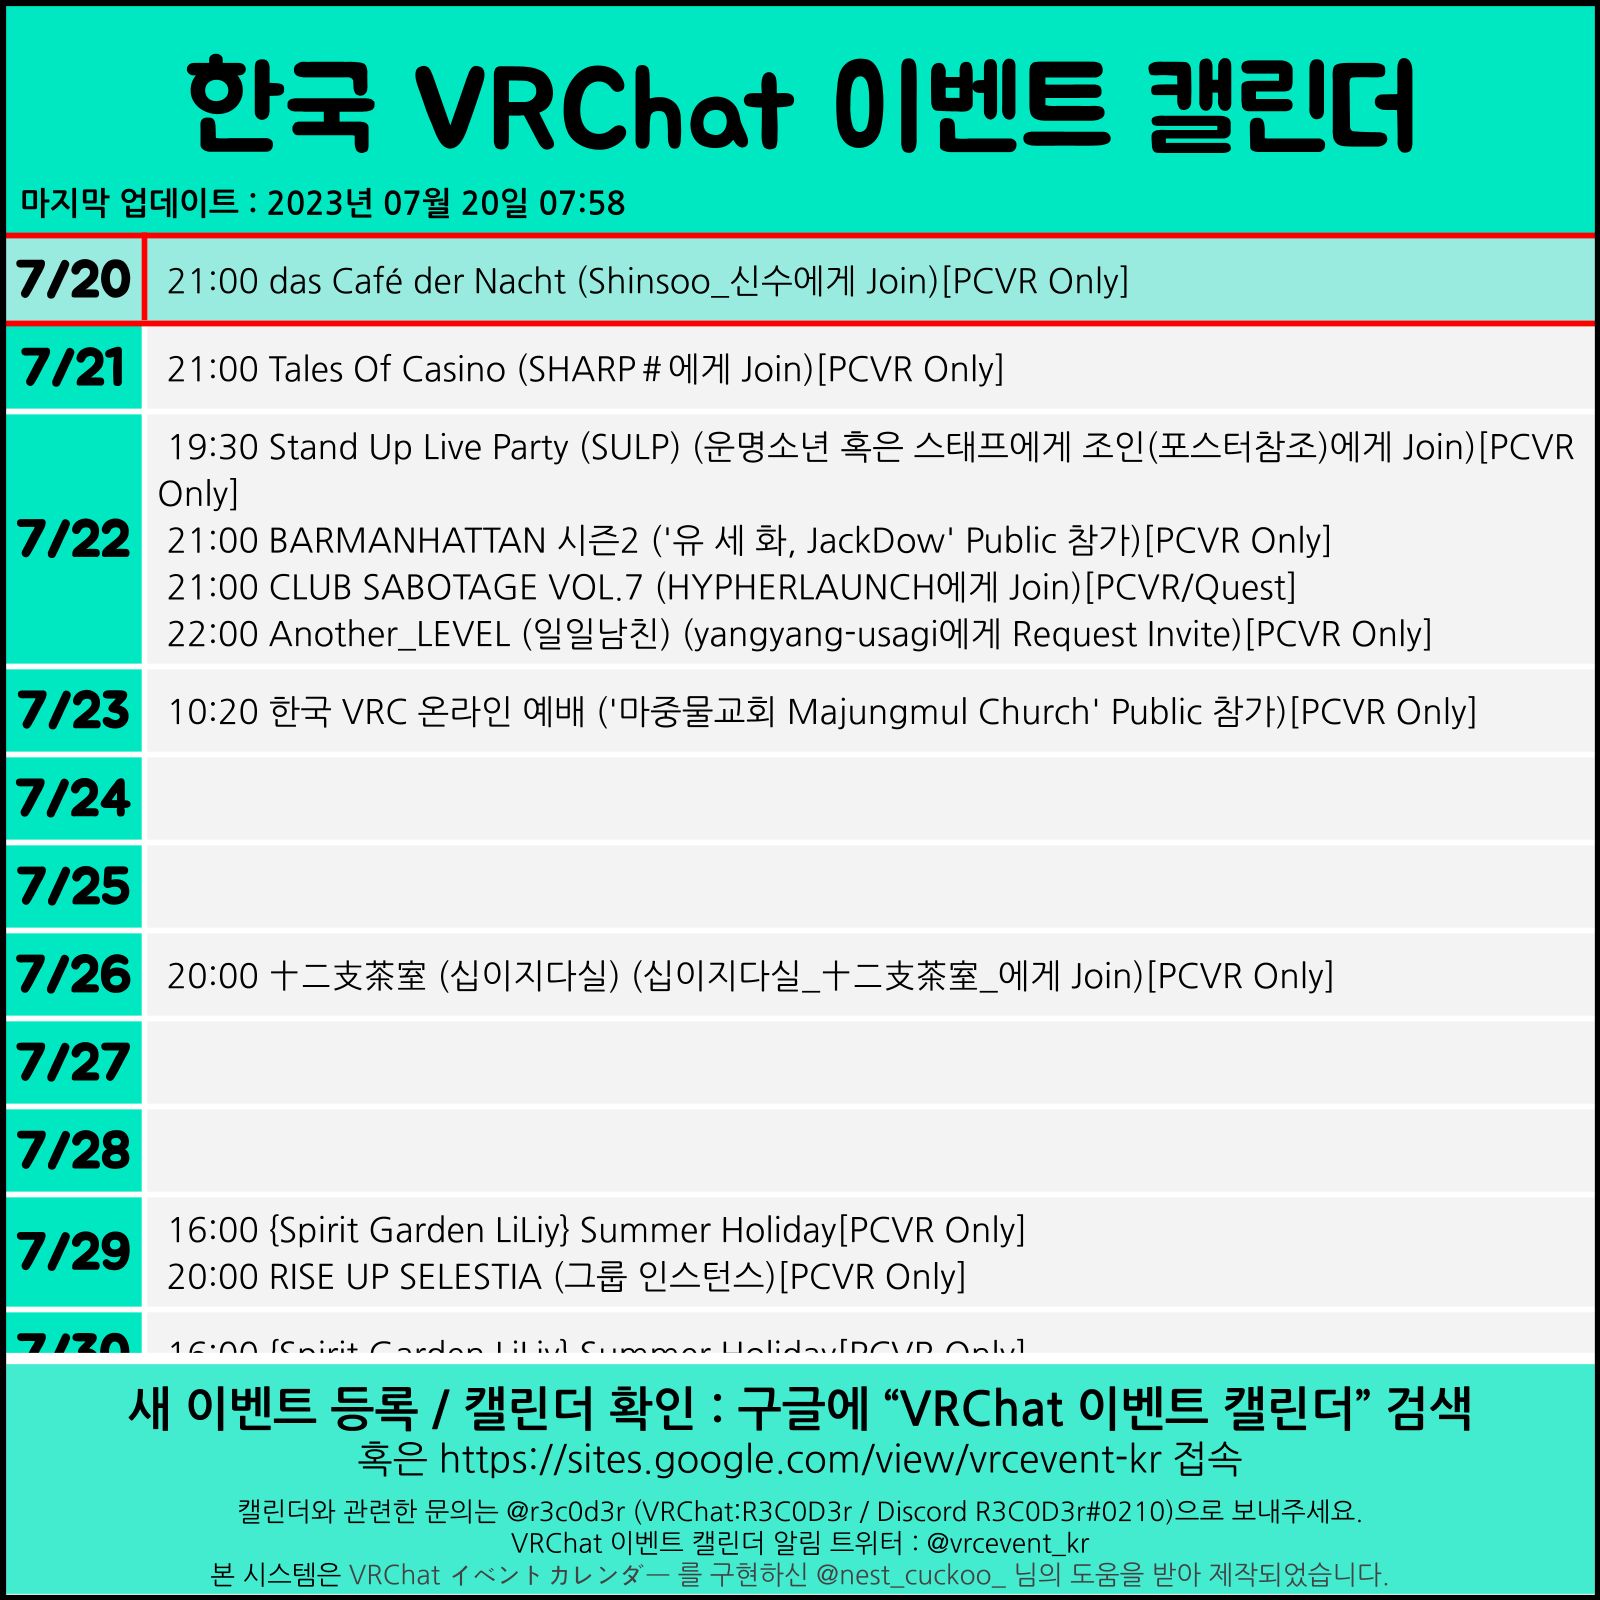 한국 VRChat 이벤트 캘린더
마지막 업데이트 : 2023년 07월 20일 07:58
7/20
21:00 das Café der Nacht (Shinsoo_신수에게 Join)[PCVR Only]
7/21
21:00 Tales Of Casino (SHARP＃에게 Join)[PCVR Only]
7/22
19:30 Stand Up Live Party (SULP) (운명소년 혹은 스태프에게 조인(포스터참조)에게 Join)[PCVR
Only]
21:00 BARMANHATTAN 시즌2 ('유 세 화, JackDow' Public 참가)[PCVR Only]
21:00 CLUB SABOTAGE VOL.7 (HYPHERLAUNCH에게 Join)[PCVR/Quest]
22:00 Another_LEVEL (일일남친) (yangyang-usagi에게 Request Invite)[PCVR Only]
7/23
10:20 한국 VRC 온라인 예배 ('마중물교회 Majungmul Church' Public 참가)[PCVR Only]
7/24
7/25
7/26
20:00 十二支茶室 (십이지다실) (십이지다실_十二支茶室_에게 Join)[PCVR Only]
7/27
7/28
7/29
16:00 {Spirit Garden LiLiy} Summer Holiday[PCVR Only]
20:00 RISE UP SELESTIA (그룹 인스턴스)[PCVR Only]
7/30
16:00 {Spirit Garden LiLiy} Summer Holiday[PCVR Only]
새 이벤트 등록 / 캘린더 확인 : 구글에 “VRChat 이벤트 캘린더” 검색
혹은 https://sites.google.com/view/vrcevent-kr 접속
캘린더와 관련한 문의는 @r3c0d3r (VRChat:R3C0D3r / Discord R3C0D3r#0210)으로 보내주세요.
VRChat 이벤트 캘린더 알림 트위터 : @vrcevent_kr
본 시스템은 VRChat イベントカレンダー 를 구현하신 @nest_cuckoo_ 님의 도움을 받아 제작되었습니다.